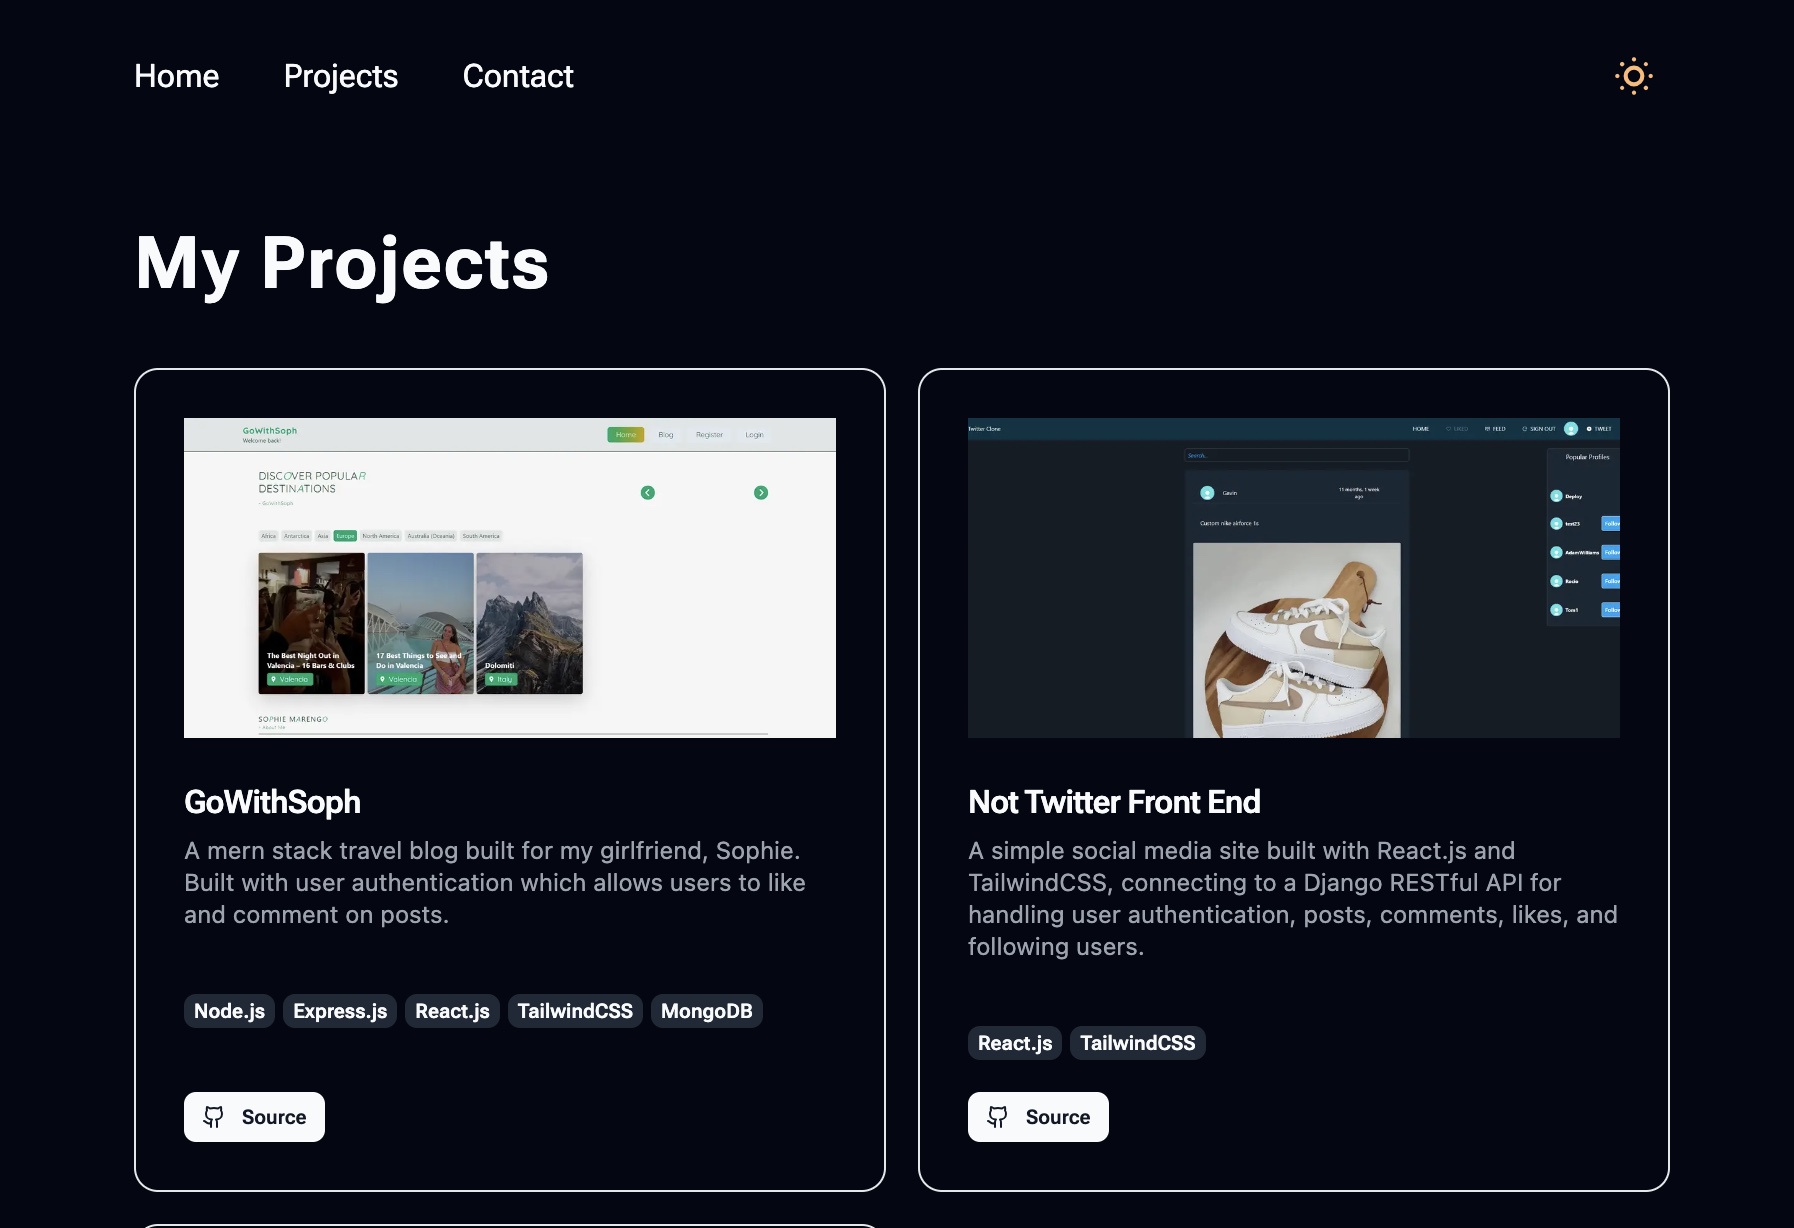 Home Projects Contact
My Projects
GoWithSoph
Welcome back!
Home Blog Register Login
DISCOVER POPULAR
DESTINATIONS
- GowithSoph
Africa Antarctica Asia Europe North America Australia (Oceania) South America
The Best Night Out in
Valencia – 16 Bars & Clubs
Valencia
17 Best Things to See and
Do in Valencia
Valencia
Dolomiti
Italy
SOPHIE MARENGO
- About Me
GoWithSoph
A mern stack travel blog built for my girlfriend, Sophie.
Built with user authentication which allows users to like
and comment on posts.
Node.js Express.js React.js TailwindCSS MongoDB
Source
Twitter Clone
HOME LIKED FEED SIGN OUT TWEET
Search..
Popular Profiles
Gavin
11 months, 1 week
ago
Custom nike airforce 1s
Deploy
test23 Follow
AdamWilliams Follow
Rosie Follow
Tom1 Follow
Not Twitter Front End
A simple social media site built with React.js and
TailwindCSS, connecting to a Django RESTful API for
handling user authentication, posts, comments, likes, and
following users.
React.js TailwindCSS
Source